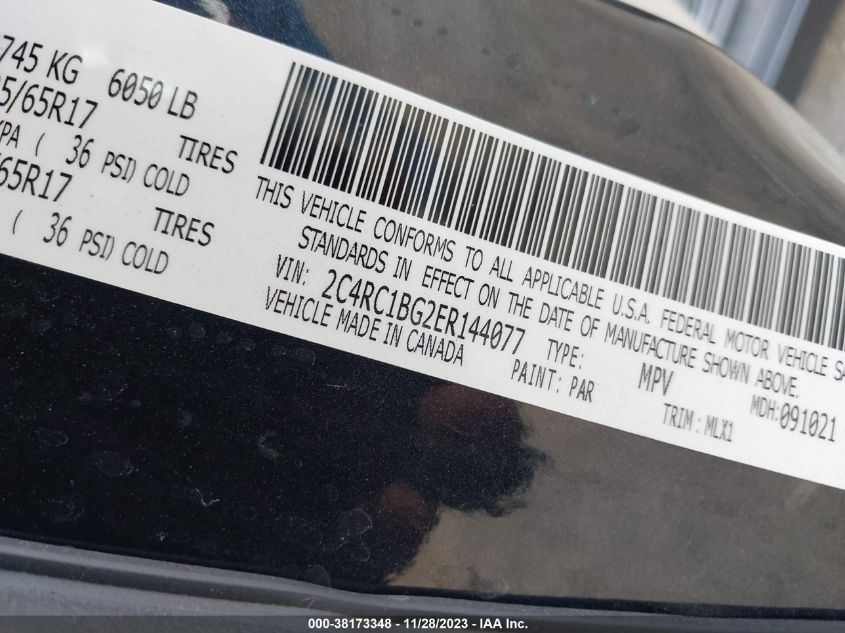 745 KG 6050 LB
5/65R17 TIRES
KPA ( 36 PSI) COLD
65R17 TIRES
( 36 PSI) COLD
THIS VEHICLE CONFORMS TO ALL APPLICABLE U.S.A. FEDERAL MOTOR VEHICLE SA
STANDARDS IN EFFECT ON THE DATE OF MANUFACTURE SHOWN ABOVE.
VIN: 2C4RC1BG2ER144077 TYPE: MPV MDH:091021
VEHICLE MADE IN CANADA PAINT: PAR TRIM: MLX1
000-38173348 - 11/28/2023 - IAA Inc.